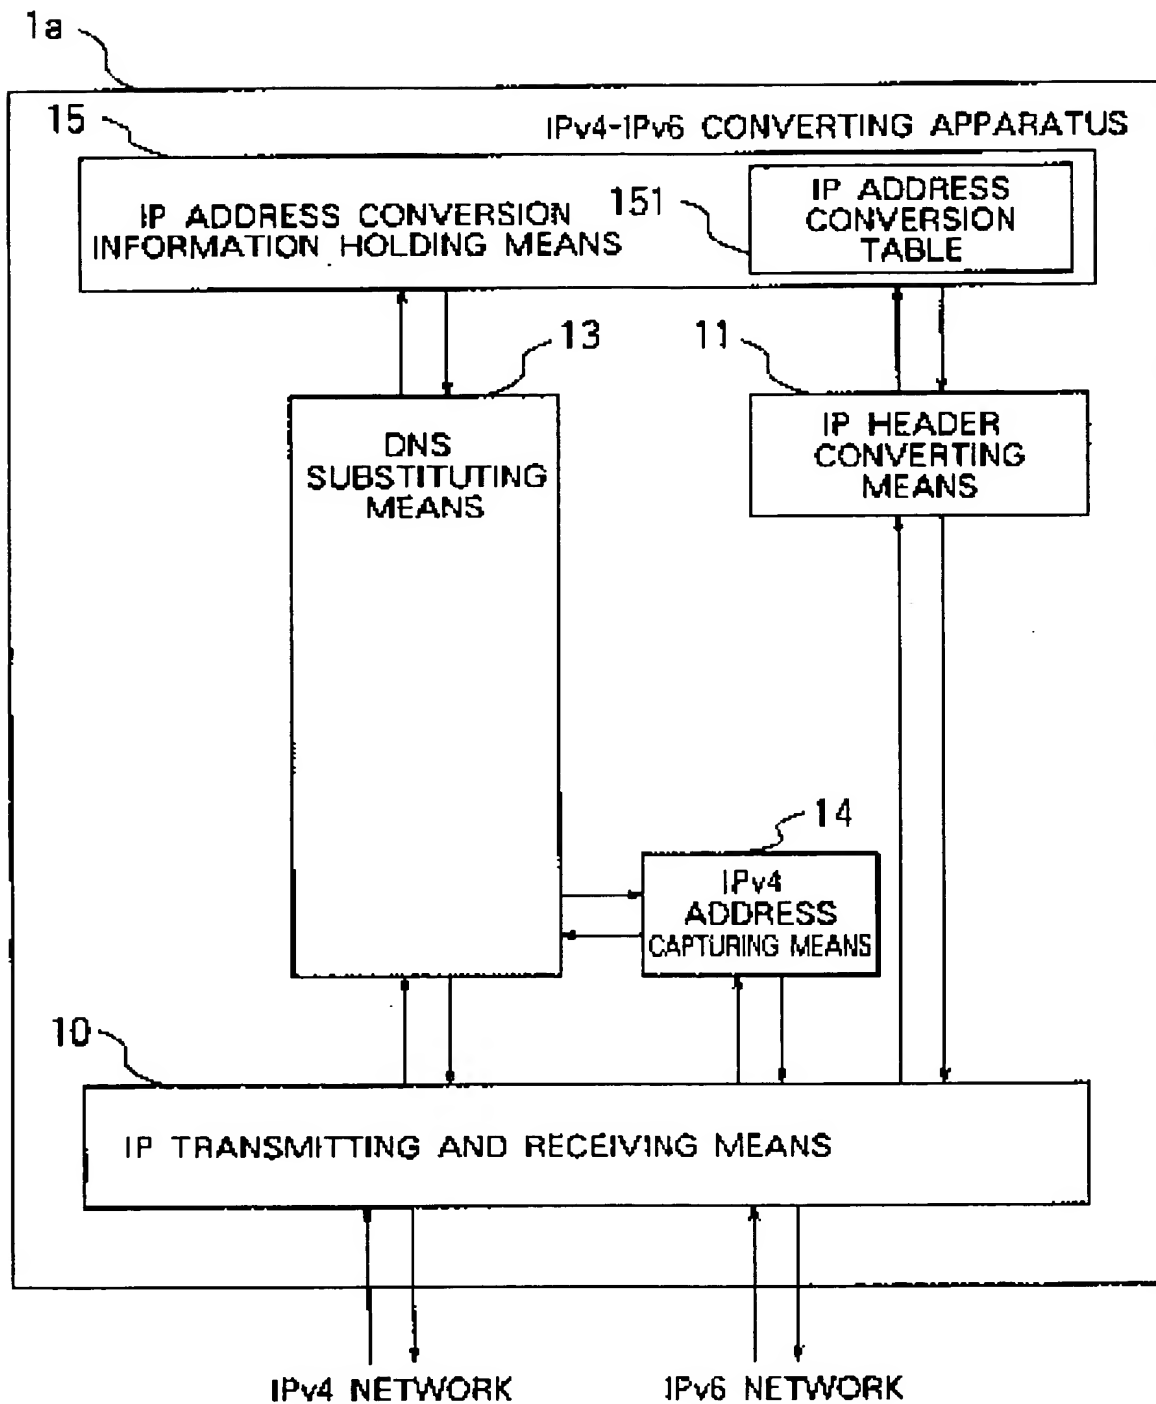 1a
15
IPv4-IPv6 CONVERTING APPARATUS
IP ADDRESS CONVERSION
INFORMATION HOLDING MEANS
151
IP ADDRESS
CONVERSION
TABLE
13
11
DNS
SUBSTITUTING
MEANS
IP HEADER
CONVERTING
MEANS
14
IPv4
ADDRESS
CAPTURING MEANS
10
IP TRANSMITTING AND RECEIVING MEANS
IPv4 NETWORK
IPv6 NETWORK